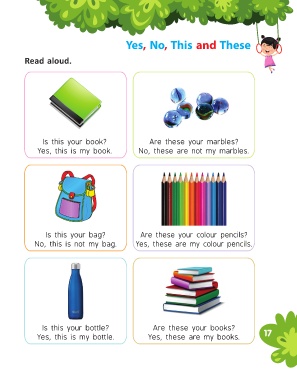 Yes, No, This and These
Read aloud.
Is this your book?
Yes, this is my book.
Are these your marbles?
No, these are not my marbles.
Is this your bag?
No, this is not my bag.
Are these your colour pencils?
Yes, these are my colour pencils.
Is this your bottle?
Yes, this is my bottle.
Are these your books?
Yes, these are my books.
17